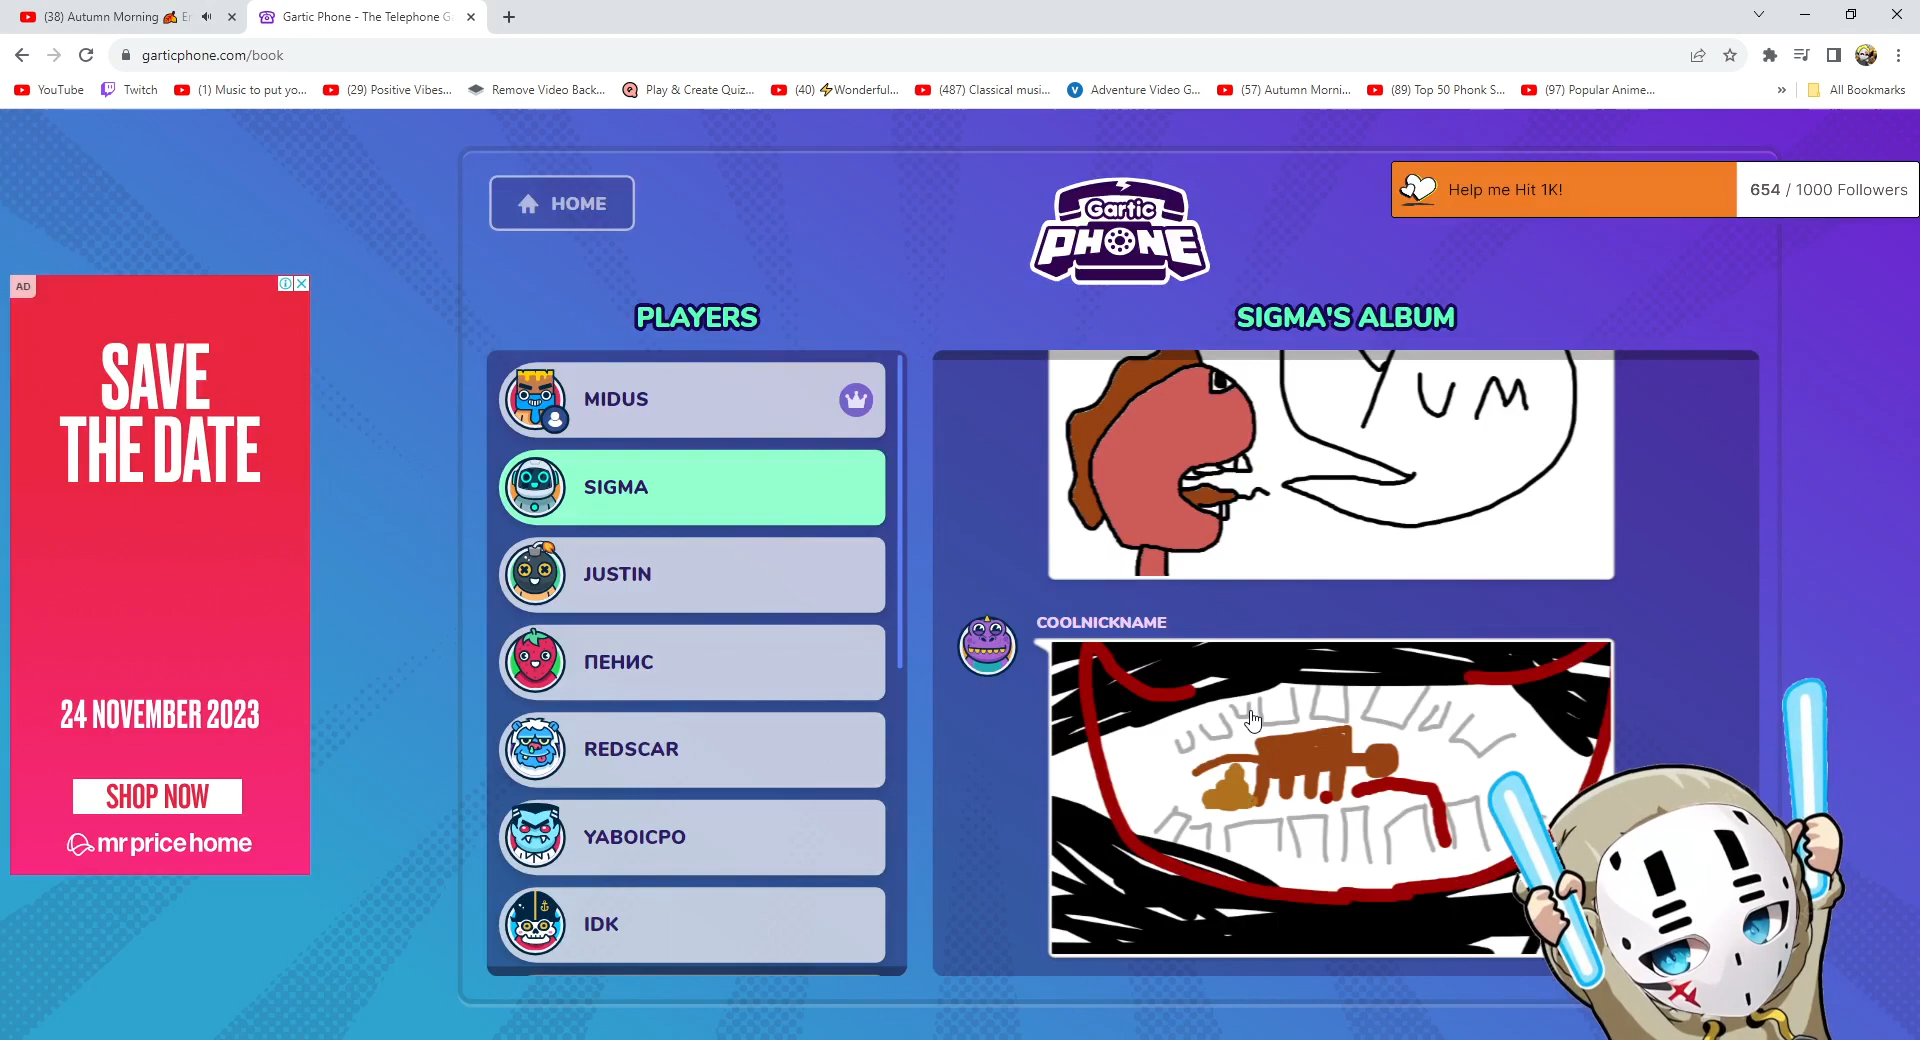 (38) Autumn Morning 🍂 En
Gartic Phone - The Telephone Ga
garticphone.com/book
YouTube
Twitch
(1) Music to put yo...
(29) Positive Vibes...
Remove Video Back...
Play & Create Quiz...
(40) ⚡Wonderful...
(487) Classical musi...
Adventure Video G...
(57) Autumn Morni...
(89) Top 50 Phonk S...
(97) Popular Anime...
»
All Bookmarks
HOME
Gartic
PHONE
Help me Hit 1K!
654 / 1000 Followers
AD
SAVE
THE DATE
24 NOVEMBER 2023
SHOP NOW
mr price home
PLAYERS
MIDUS
SIGMA
JUSTIN
ПЕНИС
REDSCAR
YABOICPO
IDK
SIGMA'S ALBUM
YUM
COOLNICKNAME